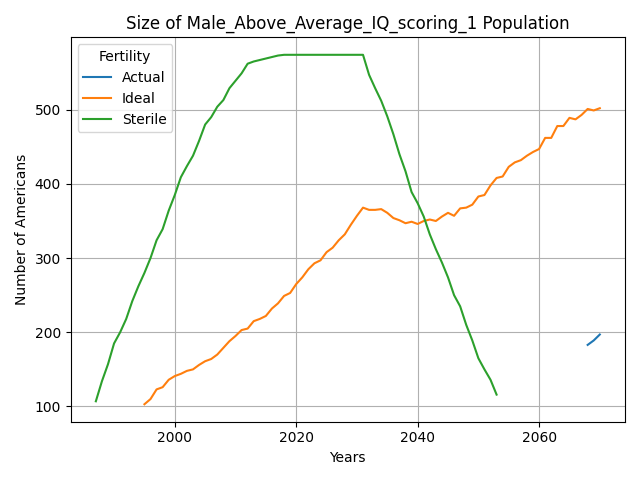 Size of Male_Above_Average_IQ_scoring_1 Population
Fertility
Actual
Ideal
Sterile
Number of Americans
500
400
300
200
100
2000
2020
2040
2060
Years